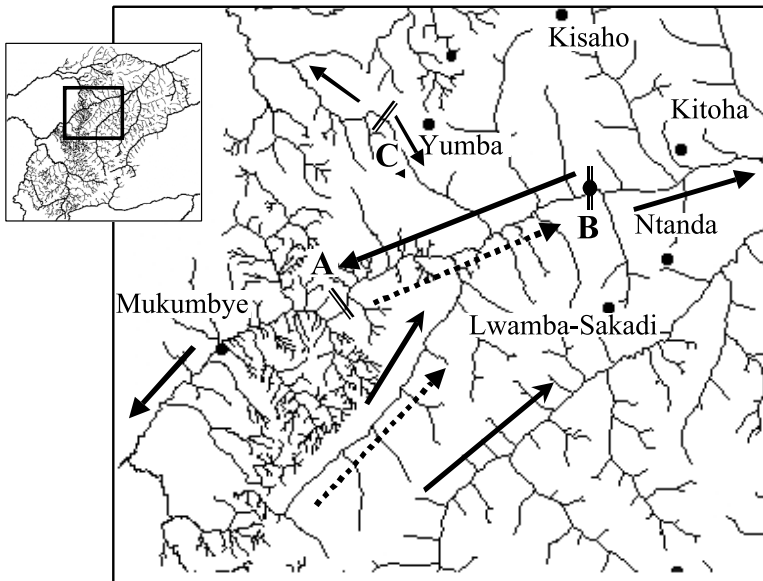 Kisaho
Kitoha
Yumba
C
B
Ntanda
A
Mukumbye
Lwamba-Sakadi